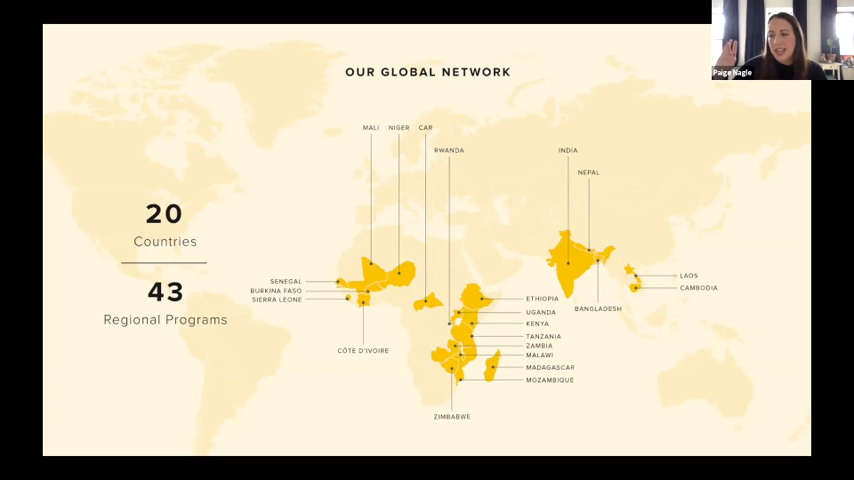 Paige Nagle
OUR GLOBAL NETWORK
MALI
NIGER
CAR
RWANDA
INDIA
NEPAL
20
Countries
43
Regional Programs
SENEGAL
BURKINA FASO
SIERRA LEONE
CÔTE D'IVOIRE
ETHIOPIA
UGANDA
KENYA
TANZANIA
ZAMBIA
MALAWI
MADAGASCAR
MOZAMBIQUE
ZIMBABWE
LAOS
CAMBODIA
BANGLADESH